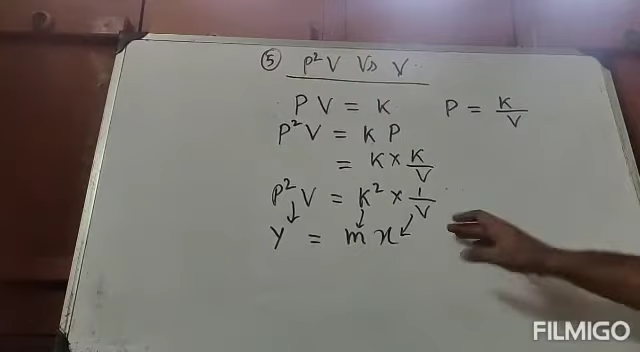 ⑤ P²V Vs V
PV = K P = K/V
P²V = K P
= K × K/V
P²V = K² × 1/V
↓ ↓ ↙
y = m x
FILMIGO